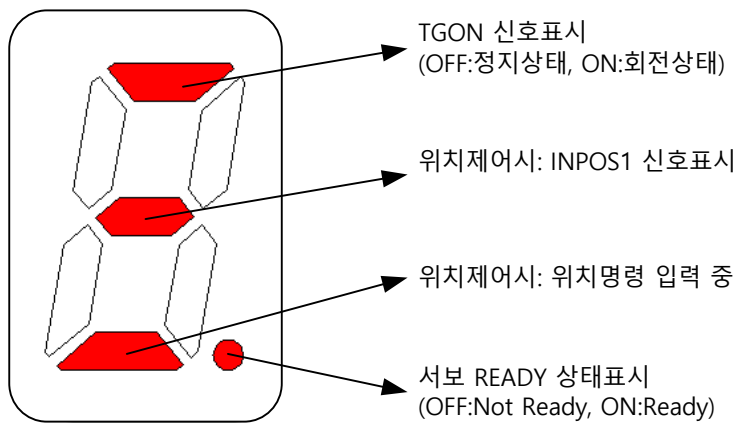 TGON 신호표시
(OFF:정지상태, ON:회전상태)
위치제어시: INPOS1 신호표시
위치제어시: 위치명령 입력 중
서보 READY 상태표시
(OFF:Not Ready, ON:Ready)